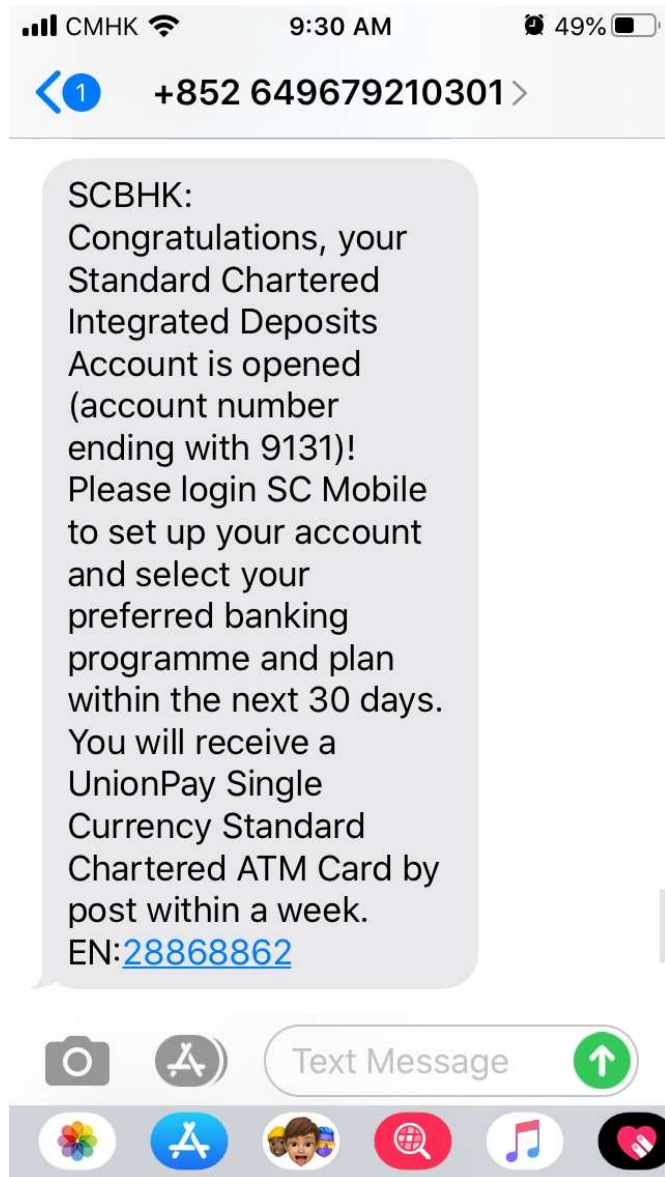 CMHK
9:30 AM
49%
1
+852 649679210301
SCBHK:
Congratulations, your
Standard Chartered
Integrated Deposits
Account is opened
(account number
ending with 9131)!
Please login SC Mobile
to set up your account
and select your
preferred banking
programme and plan
within the next 30 days.
You will receive a
UnionPay Single
Currency Standard
Chartered ATM Card by
post within a week.
EN:28868862
Text Message